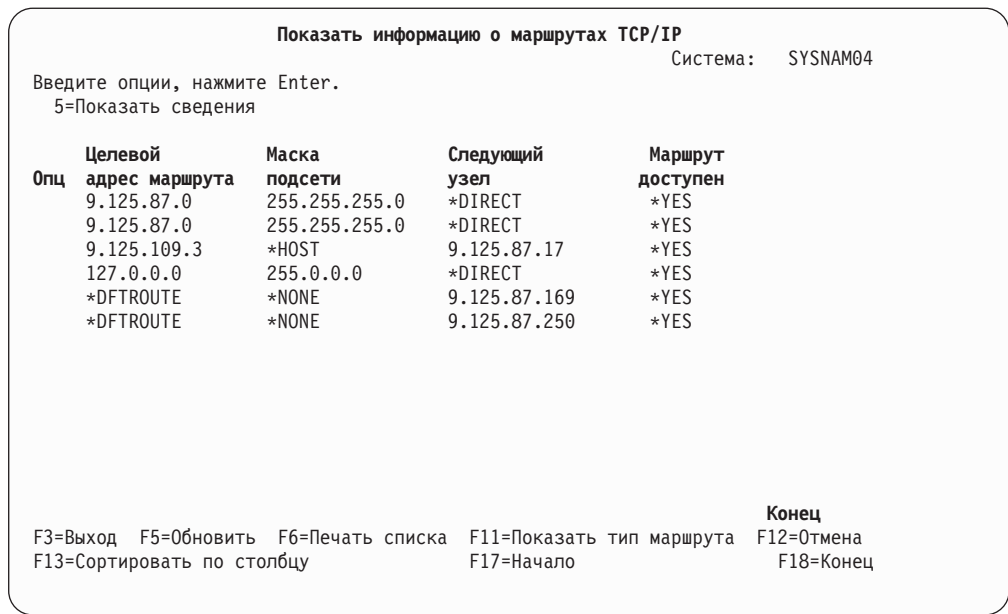 Показать информацию о маршрутах TCP/IP
Система: SYSNAM04
Введите опции, нажмите Enter.
5=Показать сведения
Целевой Маска Следующий Маршрут
Опц адрес маршрута подсети узел доступен
9.125.87.0 255.255.255.0 *DIRECT *YES
9.125.87.0 255.255.255.0 *DIRECT *YES
9.125.109.3 *HOST 9.125.87.17 *YES
127.0.0.0 255.0.0.0 *DIRECT *YES
*DFTROUTE *NONE 9.125.87.169 *YES
*DFTROUTE *NONE 9.125.87.250 *YES
Конец
F3=Выход F5=Обновить F6=Печать списка F11=Показать тип маршрута F12=Отмена
F13=Сортировать по столбцу F17=Начало F18=Конец